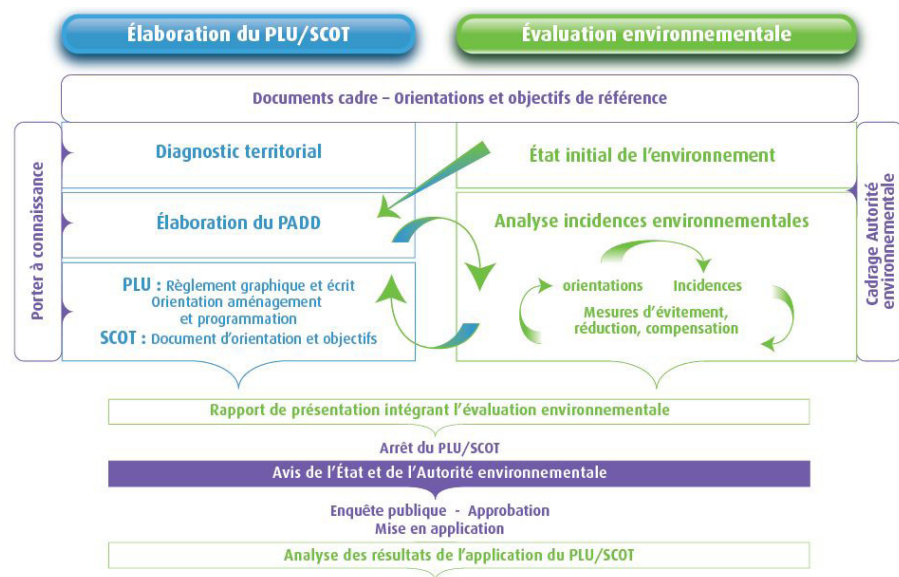 Élaboration du PLU/SCOT
Évaluation environnementale
Documents cadre – Orientations et objectifs de référence
Porter à connaissance
Diagnostic territorial
État initial de l'environnement
Élaboration du PADD
Analyse incidences environnementales
PLU : Règlement graphique et écrit
Orientation aménagement
et programmation
SCOT : Document d'orientation et objectifs
orientations
Incidences
Mesures d'évitement,
réduction, compensation
Cadrage Autorité
environnementale
Rapport de présentation intégrant l'évaluation environnementale
Arrêt du PLU/SCOT
Avis de l'État et de l'Autorité environnementale
Enquête publique - Approbation
Mise en application
Analyse des résultats de l'application du PLU/SCOT